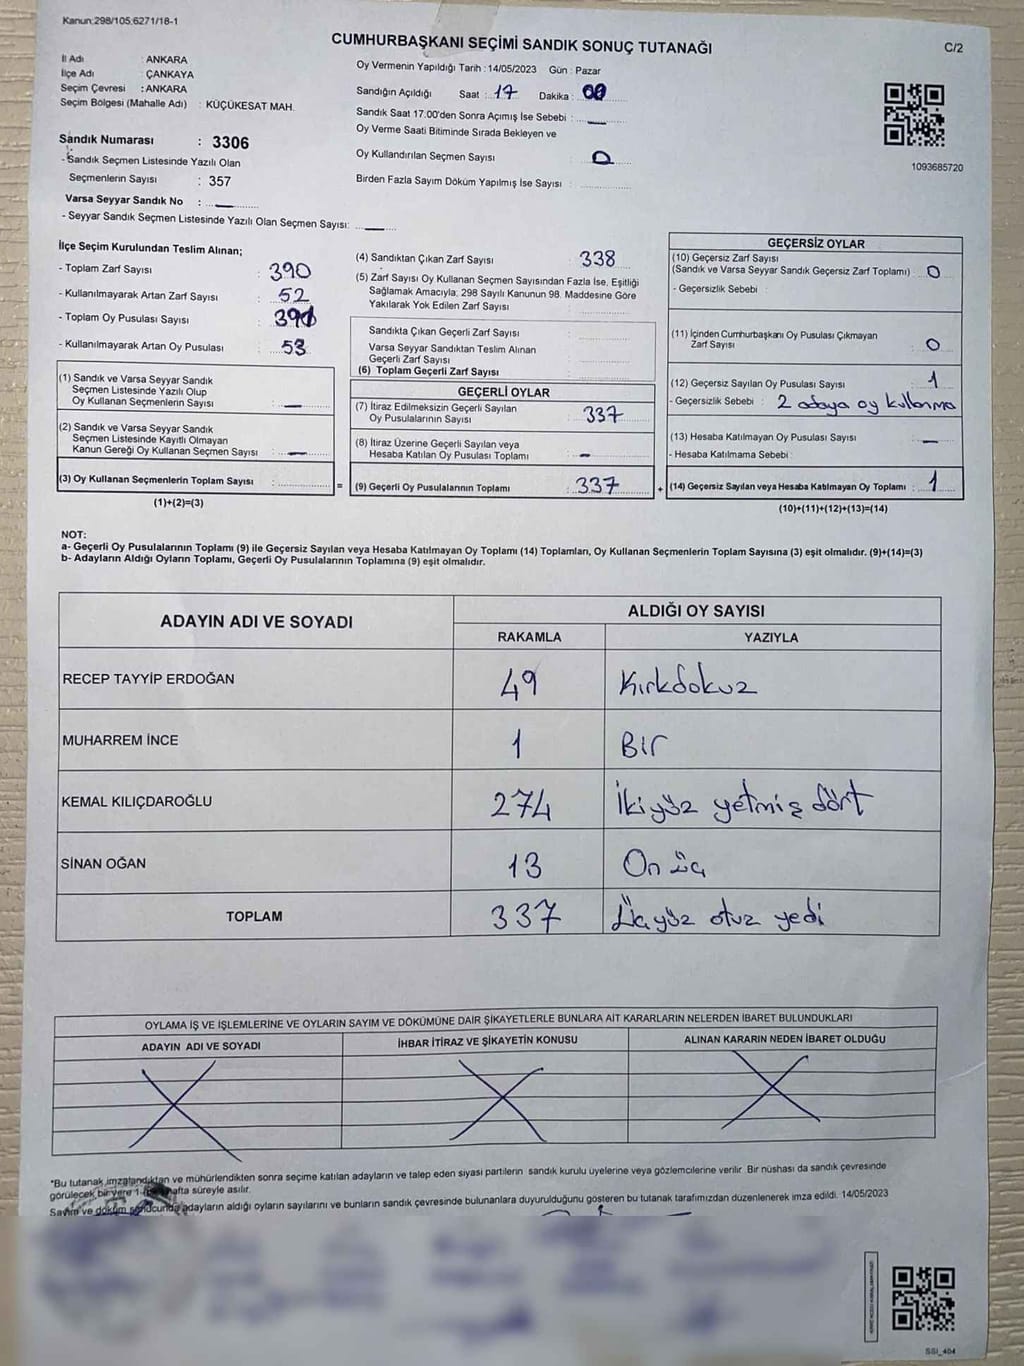 Kanun:298/105,6271/18-1
CUMHURBAŞKANI SEÇİMİ SANDIK SONUÇ TUTANAĞI
C/2
İl Adı : ANKARA
İlçe Adı : ÇANKAYA
Seçim Çevresi : ANKARA
Seçim Bölgesi (Mahalle Adı) : KÜÇÜKESAT MAH.
Oy Vermenin Yapıldığı Tarih : 14/05/2023 Gün : Pazar
Sandığın Açıldığı Saat : 17 Dakika : 00
Sandık Saat 17:00'den Sonra Açımış İse Sebebi :
Oy Verme Saati Bitiminde Sırada Bekleyen ve
Oy Kullandırılan Seçmen Sayısı 0
Birden Fazla Sayım Döküm Yapılmış İse Sayısı :
1093685720
Sandık Numarası : 3306
- Sandık Seçmen Listesinde Yazılı Olan
Seçmenlerin Sayısı : 357
Varsa Seyyar Sandık No :
- Seyyar Sandık Seçmen Listesinde Yazılı Olan Seçmen Sayısı:
İlçe Seçim Kurulundan Teslim Alınan;
- Toplam Zarf Sayısı : 390
- Kullanılmayarak Artan Zarf Sayısı : 52
- Toplam Oy Pusulası Sayısı : 391
- Kullanılmayarak Artan Oy Pusulası : 53
(1) Sandık ve Varsa Seyyar Sandık
Seçmen Listesinde Yazılı Olup
Oy Kullanan Seçmenlerin Sayısı :
(2) Sandık ve Varsa Seyyar Sandık
Seçmen Listesinde Kayıtlı Olmayan
Kanun Gereği Oy Kullanan Seçmen Sayısı :
(3) Oy Kullanan Seçmenlerin Toplam Sayısı :
(1)+(2)=(3)
(4) Sandıktan Çıkan Zarf Sayısı : 338
(5) Zarf Sayısı Oy Kullanan Seçmen Sayısından Fazla İse, Eşitliği
Sağlamak Amacıyla; 298 Sayılı Kanunun 98. Maddesine Göre
Yakılarak Yok Edilen Zarf Sayısı :
Sandıkta Çıkan Geçerli Zarf Sayısı :
Varsa Seyyar Sandıktan Teslim Alınan
Geçerli Zarf Sayısı :
(6) Toplam Geçerli Zarf Sayısı :
=
GEÇERLİ OYLAR
(7) İtiraz Edilmeksizin Geçerli Sayılan
Oy Pusulalarının Sayısı : 337
(8) İtiraz Üzerine Geçerli Sayılan veya
Hesaba Katılan Oy Pusulası Toplamı : -
(9) Geçerli Oy Pusulalarının Toplamı : 337
+
GEÇERSİZ OYLAR
(10) Geçersiz Zarf Sayısı
(Sandık ve Varsa Seyyar Sandık Geçersiz Zarf Toplamı) : 0
- Geçersizlik Sebebi :
(11) İçinden Cumhurbaşkanı Oy Pusulası Çıkmayan
Zarf Sayısı : 0
(12) Geçersiz Sayılan Oy Pusulası Sayısı : 1
- Geçersizlik Sebebi : 2 adaya oy kullanma
(13) Hesaba Katılmayan Oy Pusulası Sayısı : -
- Hesaba Katılmama Sebebi :
(14) Geçersiz Sayılan veya Hesaba Katılmayan Oy Toplamı : 1
(10)+(11)+(12)+(13)=(14)
NOT:
a- Geçerli Oy Pusulalarının Toplamı (9) ile Geçersiz Sayılan veya Hesaba Katılmayan Oy Toplamı (14) Toplamları, Oy Kullanan Seçmenlerin Toplam Sayısına (3) eşit olmalıdır. (9)+(14)=(3)
b- Adayların Aldığı Oyların Toplamı, Geçerli Oy Pusulalarının Toplamına (9) eşit olmalıdır.
ADAYIN ADI VE SOYADI
ALDIĞI OY SAYISI
RAKAMLA YAZIYLA
RECEP TAYYİP ERDOĞAN 49 Kırkdokuz
MUHARREM İNCE 1 Bir
KEMAL KILIÇDAROĞLU 274 İkiyüz yetmiş dört
SİNAN OĞAN 13 On üç
TOPLAM 337 Üçyüz otuz yedi
OYLAMA İŞ VE İŞLEMLERİNE VE OYLARIN SAYIM VE DÖKÜMÜNE DAİR ŞİKAYETLERLE BUNLARA AİT KARARLARIN NELERDEN İBARET BULUNDUKLARI
ADAYIN ADI VE SOYADI İHBAR İTİRAZ VE ŞİKAYETİN KONUSU ALINAN KARARIN NEDEN İBARET OLDUĞU
*Bu tutanak imzalandıktan ve mühürlendikten sonra seçime katılan adayların ve talep eden siyasi partilerin sandık kurulu üyelerine veya gözlemcilerine verilir. Bir nüshası da sandık çevresinde
görülecek bir yere 1 hafta süreyle asılır.
Sayım ve döküm sonucunda adayların aldığı oyların sayılarını ve bunların sandık çevresinde bulunanlara duyurulduğunu gösteren bu tutanak tarafımızdan düzenlenerek imza edildi. 14/05/2023
SSI_404